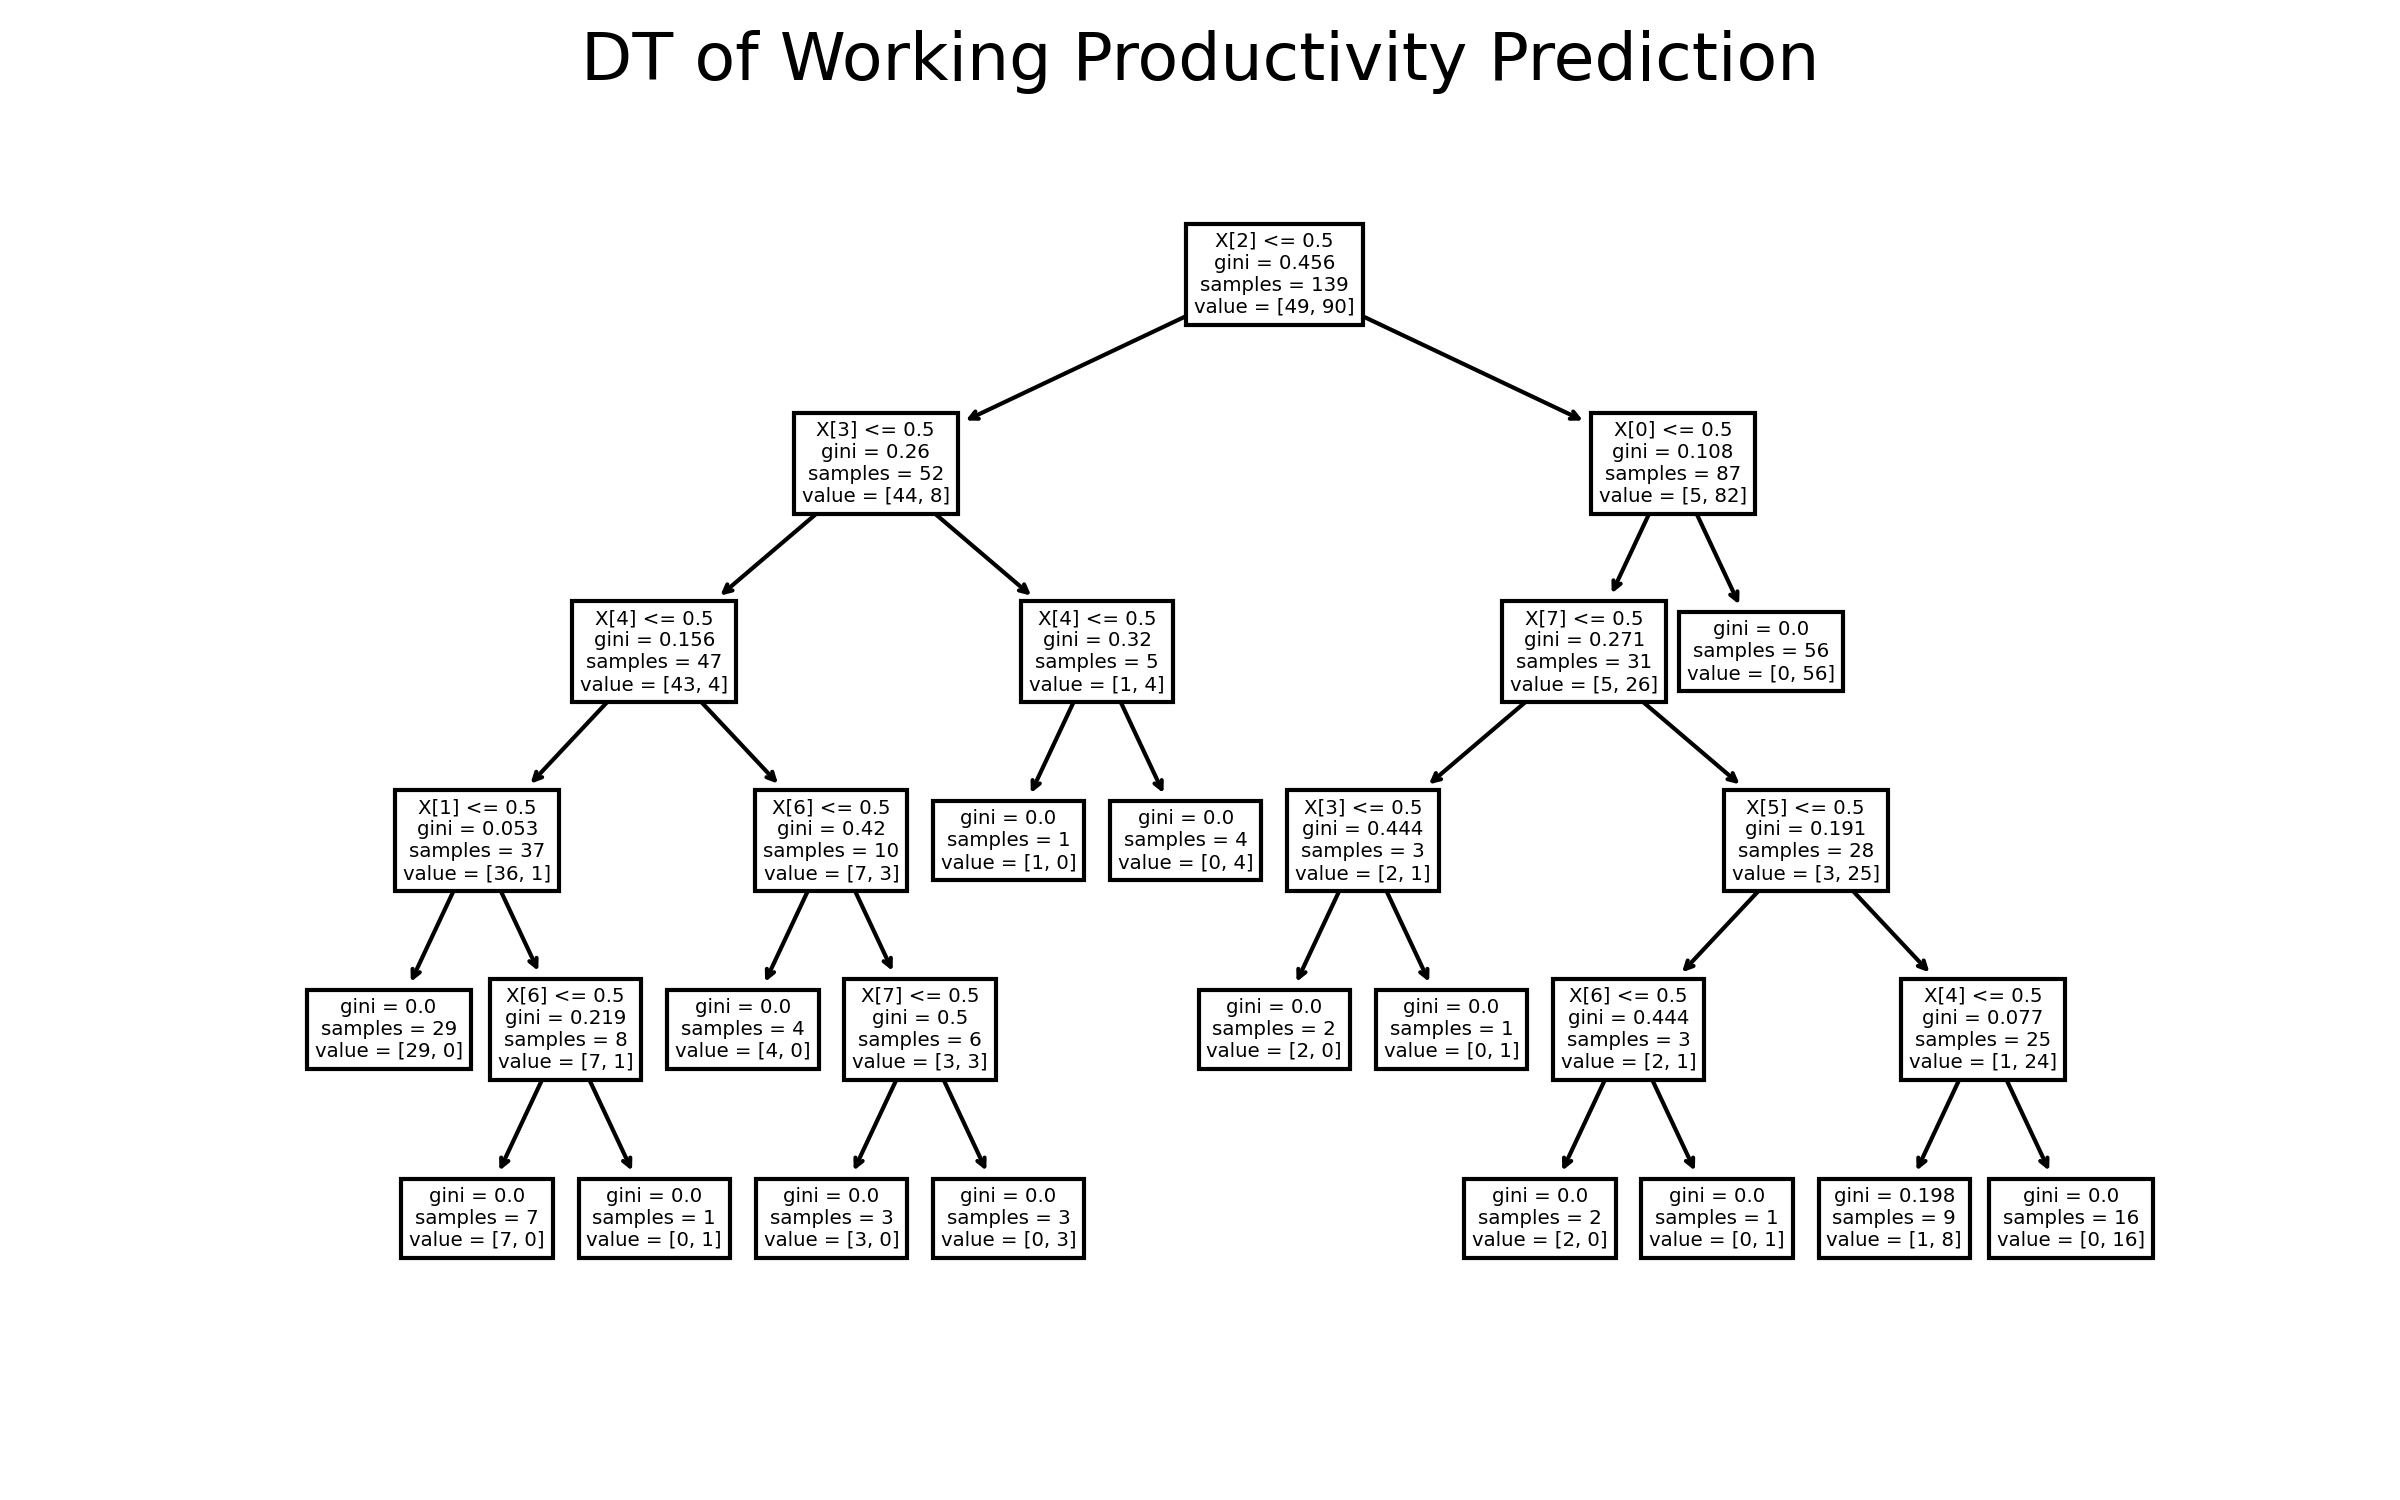 DT of Working Productivity Prediction
X[2] <= 0.5
gini = 0.456
samples = 139
value = [49, 90]
X[3] <= 0.5
gini = 0.26
samples = 52
value = [44, 8]
X[0] <= 0.5
gini = 0.108
samples = 87
value = [5, 82]
X[4] <= 0.5
gini = 0.156
samples = 47
value = [43, 4]
X[4] <= 0.5
gini = 0.32
samples = 5
value = [1, 4]
X[7] <= 0.5
gini = 0.271
samples = 31
value = [5, 26]
gini = 0.0
samples = 56
value = [0, 56]
X[1] <= 0.5
gini = 0.053
samples = 37
value = [36, 1]
X[6] <= 0.5
gini = 0.42
samples = 10
value = [7, 3]
gini = 0.0
samples = 1
value = [1, 0]
gini = 0.0
samples = 4
value = [0, 4]
X[3] <= 0.5
gini = 0.444
samples = 3
value = [2, 1]
X[5] <= 0.5
gini = 0.191
samples = 28
value = [3, 25]
gini = 0.0
samples = 29
value = [29, 0]
X[6] <= 0.5
gini = 0.219
samples = 8
value = [7, 1]
gini = 0.0
samples = 4
value = [4, 0]
X[7] <= 0.5
gini = 0.5
samples = 6
value = [3, 3]
gini = 0.0
samples = 2
value = [2, 0]
gini = 0.0
samples = 1
value = [0, 1]
X[6] <= 0.5
gini = 0.444
samples = 3
value = [2, 1]
X[4] <= 0.5
gini = 0.077
samples = 25
value = [1, 24]
gini = 0.0
samples = 7
value = [7, 0]
gini = 0.0
samples = 1
value = [0, 1]
gini = 0.0
samples = 3
value = [3, 0]
gini = 0.0
samples = 3
value = [0, 3]
gini = 0.0
samples = 2
value = [2, 0]
gini = 0.0
samples = 1
value = [0, 1]
gini = 0.198
samples = 9
value = [1, 8]
gini = 0.0
samples = 16
value = [0, 16]